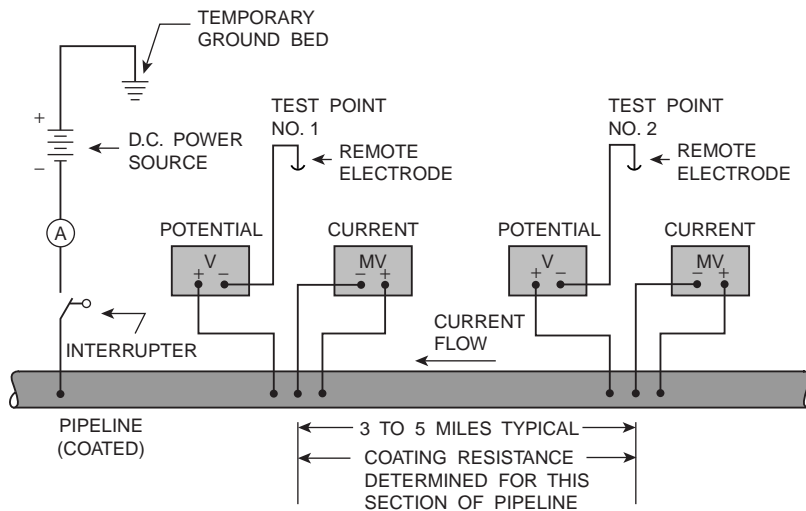 TEMPORARY
GROUND BED
TEST POINT
NO. 1
TEST POINT
NO. 2
+
D.C. POWER
SOURCE
−
REMOTE
ELECTRODE
REMOTE
ELECTRODE
A
POTENTIAL
CURRENT
POTENTIAL
CURRENT
V
+ −
MV
− +
V
+ −
MV
− +
INTERRUPTER
CURRENT
FLOW
PIPELINE
(COATED)
3 TO 5 MILES TYPICAL
COATING RESISTANCE
DETERMINED FOR THIS
SECTION OF PIPELINE